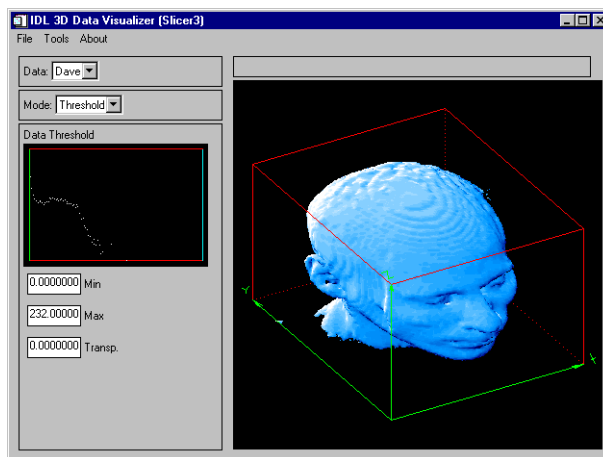 IDL 3D Data Visualizer (Slicer3)
File Tools About
Data: Dave
Mode: Threshold
Data Threshold
0.0000000 Min
232.00000 Max
0.0000000 Transp.
Y
X